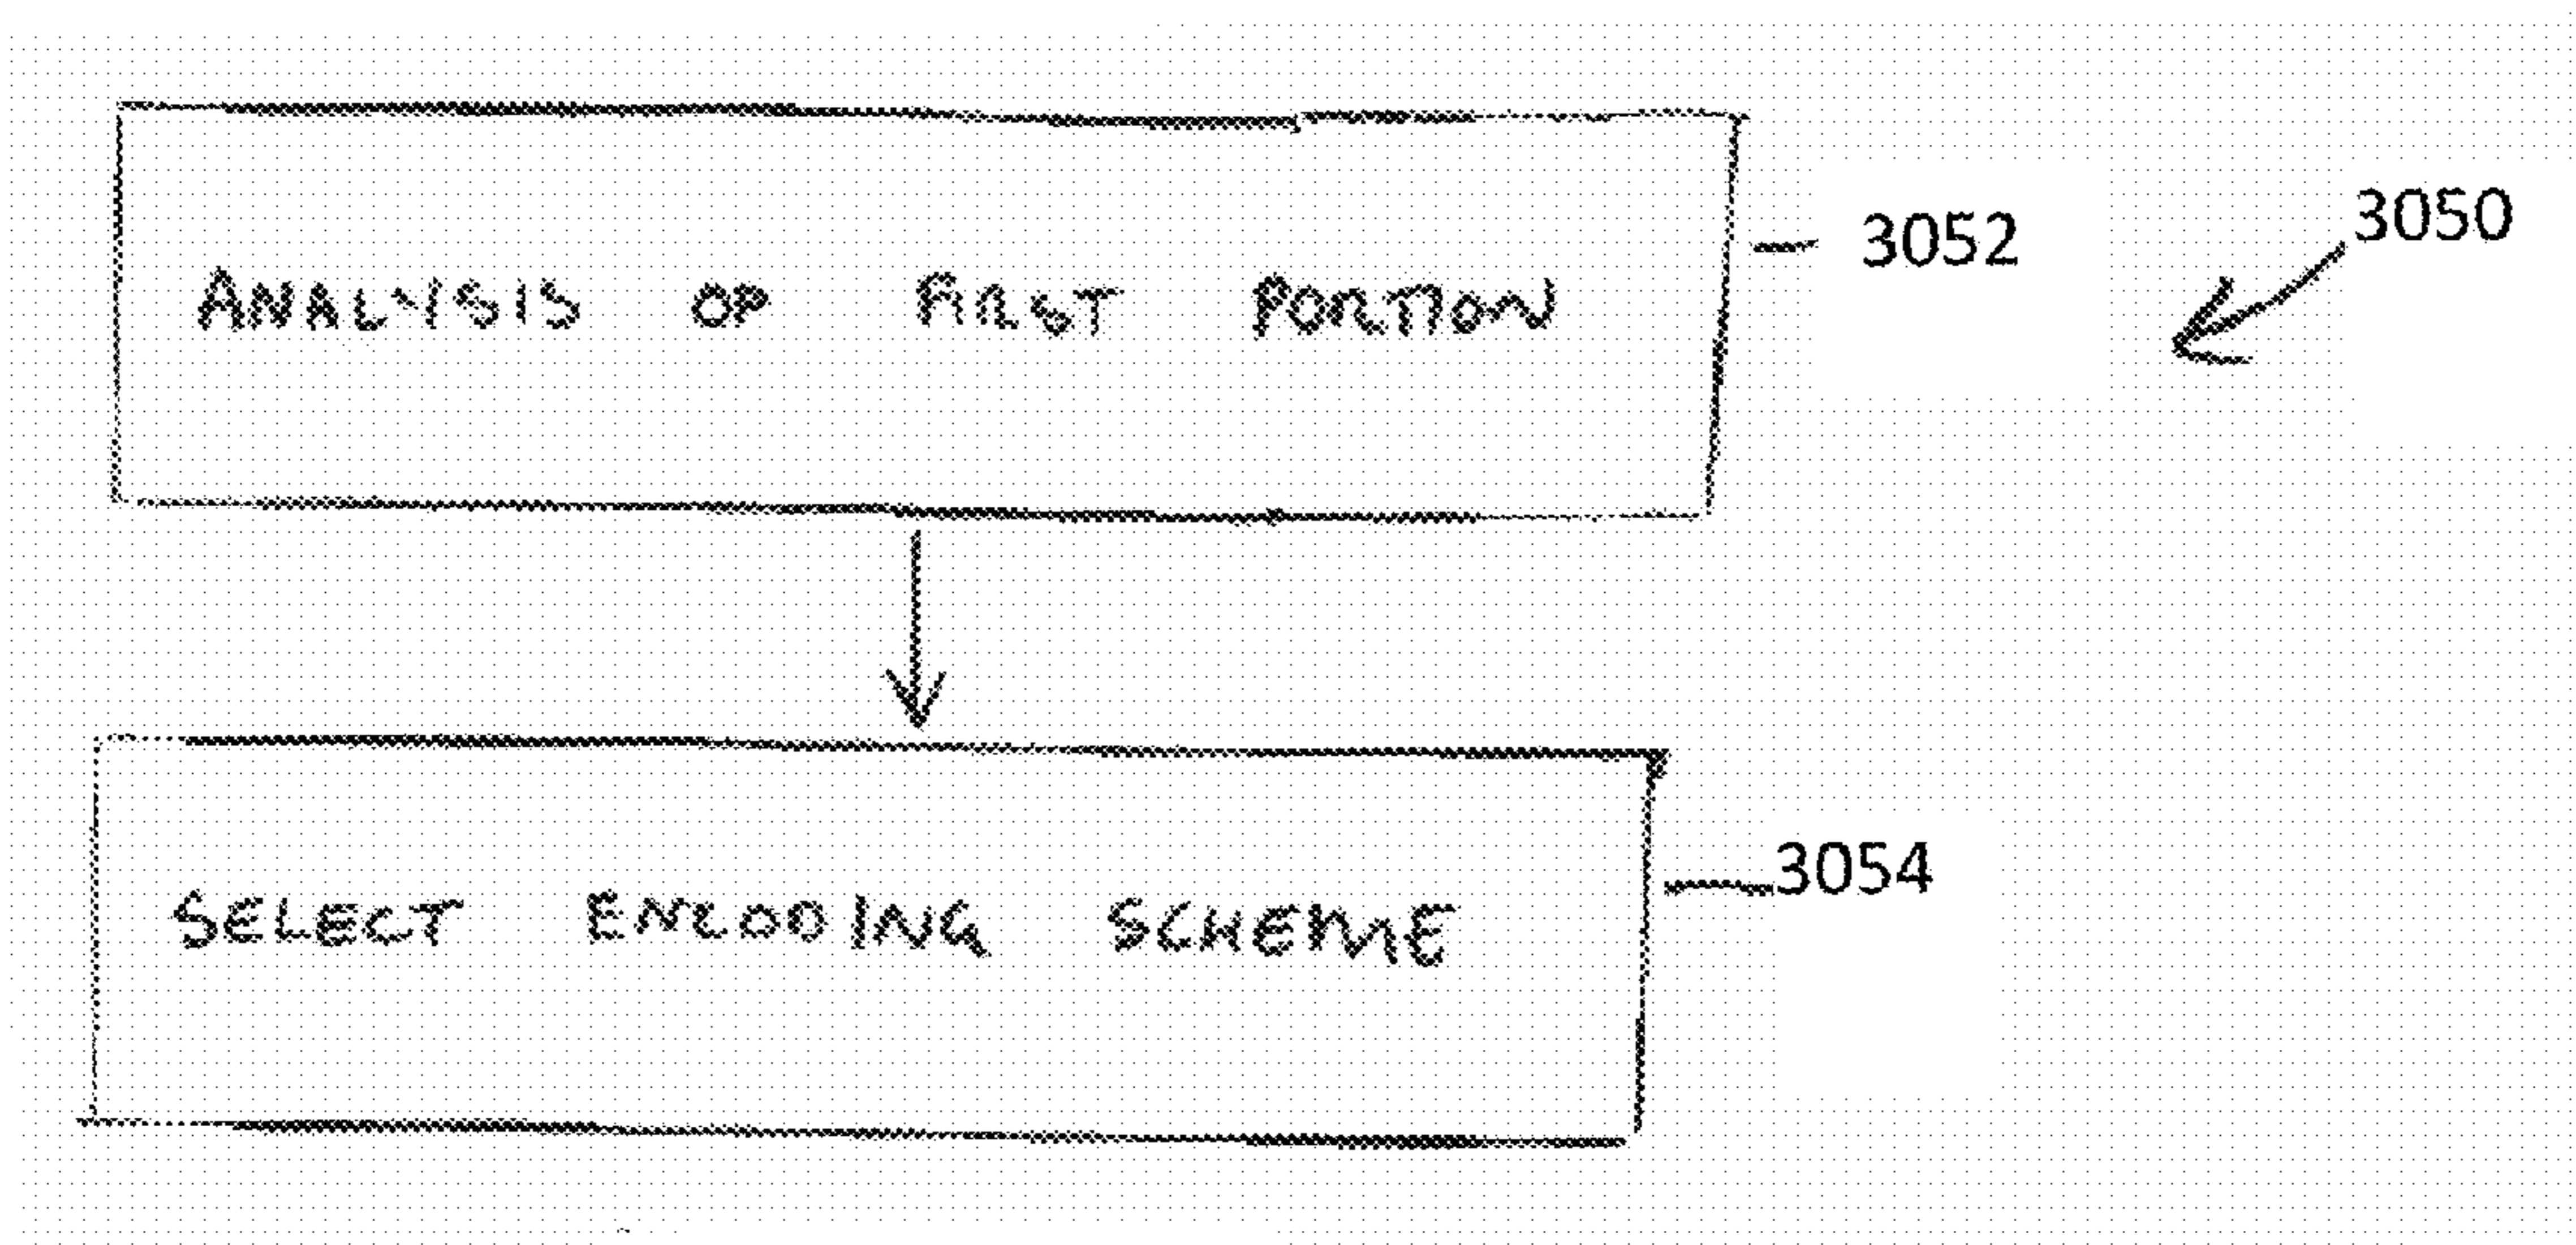 3050
ANALYSIS OF FIRST PORTION
3052
SELECT ENCODING SCHEME
3054